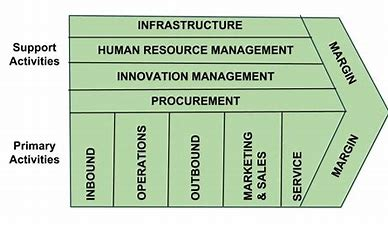 INFRASTRUCTURE
Support
Activities
HUMAN RESOURCE MANAGEMENT
INNOVATION MANAGEMENT
PROCUREMENT
MARGIN
Primary
Activities
INBOUND
OPERATIONS
OUTBOUND
MARKETING
& SALES
SERVICE
MARGIN